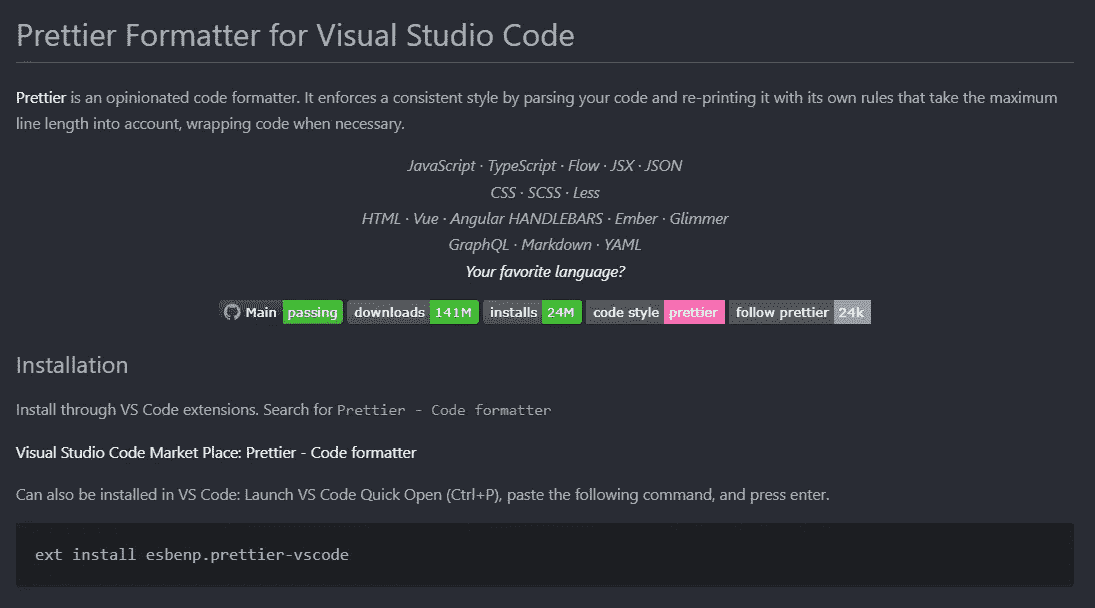 Prettier Formatter for Visual Studio Code
Prettier is an opinionated code formatter. It enforces a consistent style by parsing your code and re-printing it with its own rules that take the maximum
line length into account, wrapping code when necessary.
JavaScript · TypeScript · Flow · JSX · JSON
CSS · SCSS · Less
HTML · Vue · Angular HANDLEBARS · Ember · Glimmer
GraphQL · Markdown · YAML
Your favorite language?
Main passing downloads 141M installs 24M code style prettier follow prettier 24k
Installation
Install through VS Code extensions. Search for Prettier - Code formatter
Visual Studio Code Market Place: Prettier - Code formatter
Can also be installed in VS Code: Launch VS Code Quick Open (Ctrl+P), paste the following command, and press enter.
ext install esbenp.prettier-vscode